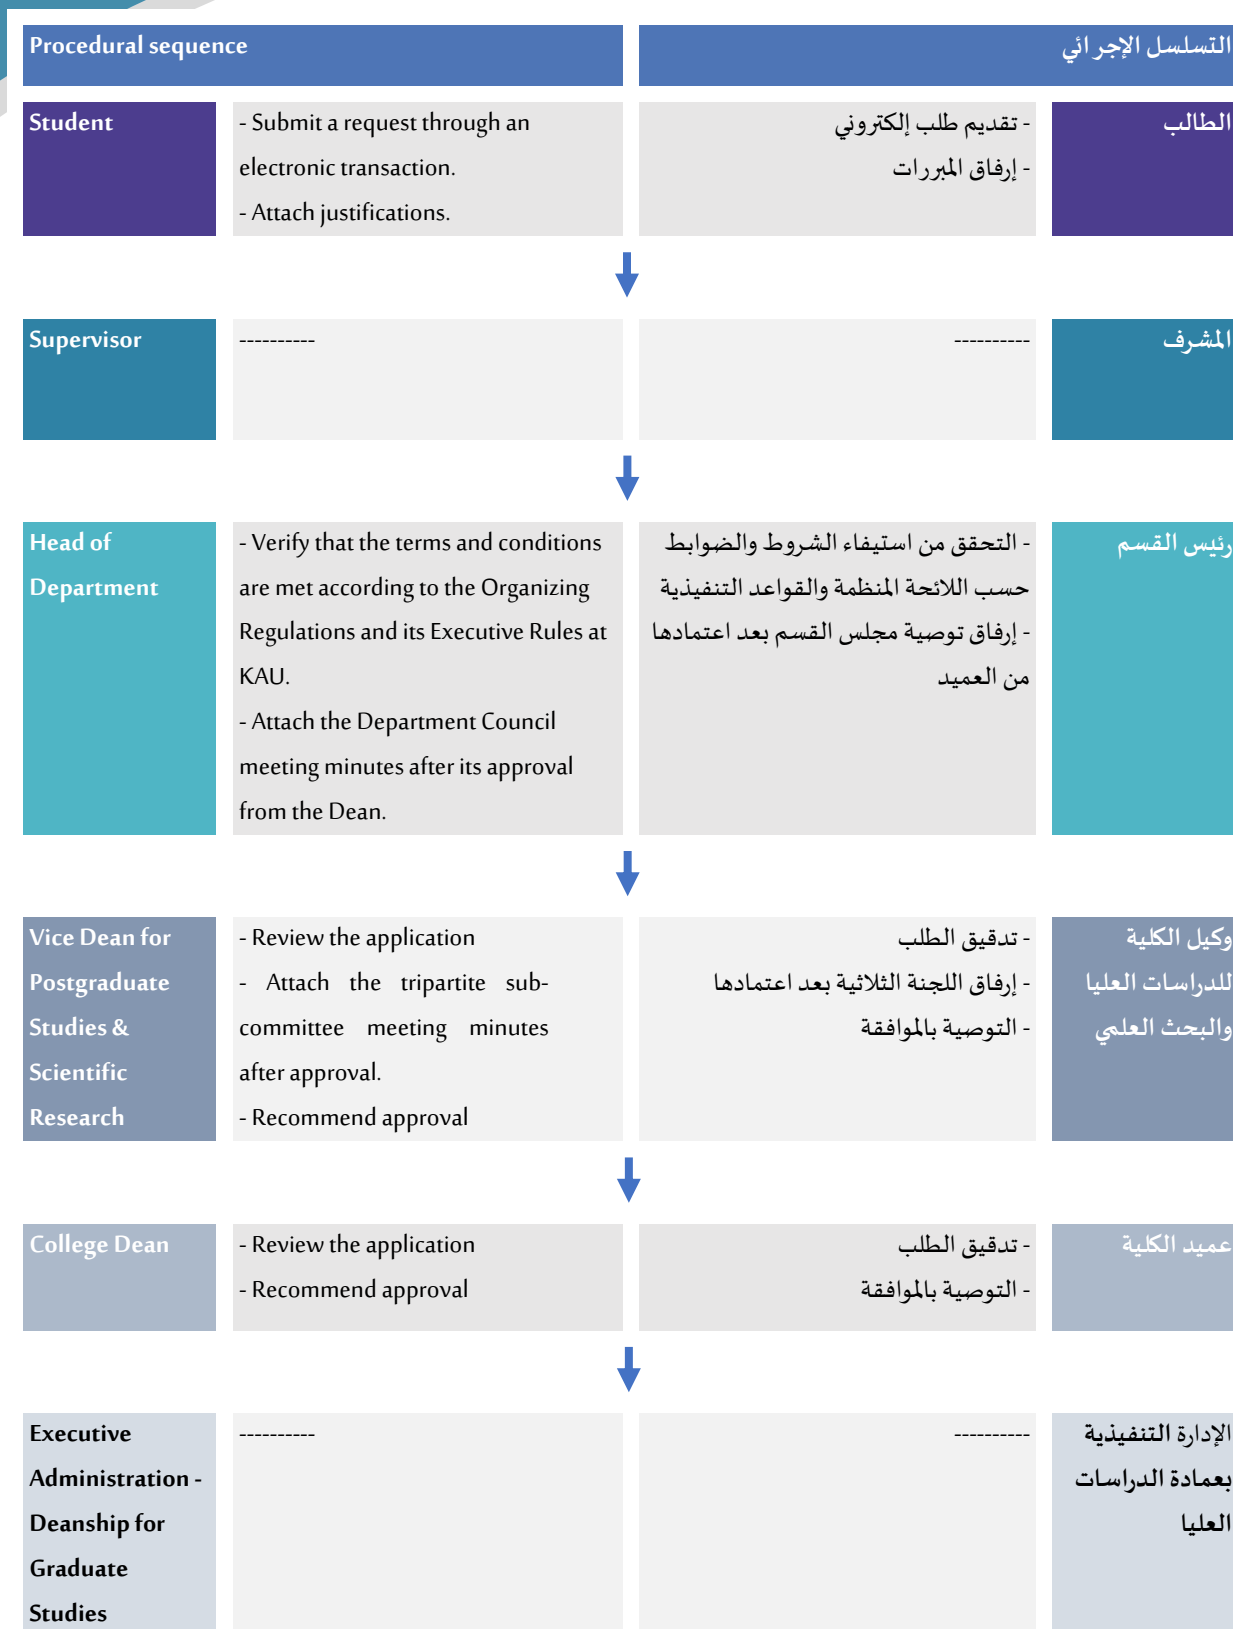 Procedural sequence
التسلسل الإجرائي
Student
- Submit a request through an
electronic transaction.
- Attach justifications.
- تقديم طلب إلكتروني
- إرفاق المبررات
الطالب
Supervisor
----------
----------
المشرف
Head of
Department
- Verify that the terms and conditions
are met according to the Organizing
Regulations and its Executive Rules at
KAU.
- Attach the Department Council
meeting minutes after its approval
from the Dean.
- التحقق من استيفاء الشروط والضوابط
حسب اللائحة المنظمة والقواعد التنفيذية
- إرفاق توصية مجلس القسم بعد اعتمادها
من العميد
رئيس القسم
Vice Dean for
Postgraduate
Studies &
Scientific
Research
- Review the application
- Attach the tripartite sub-
committee meeting minutes
after approval.
- Recommend approval
- تدقيق الطلب
- إرفاق اللجنة الثلاثية بعد اعتمادها
- التوصية بالموافقة
وكيل الكلية
للدراسات العليا
والبحث العلمي
College Dean
- Review the application
- Recommend approval
- تدقيق الطلب
- التوصية بالموافقة
عميد الكلية
Executive
Administration -
Deanship for
Graduate
Studies
----------
----------
الإدارة التنفيذية
بعمادة الدراسات
العليا